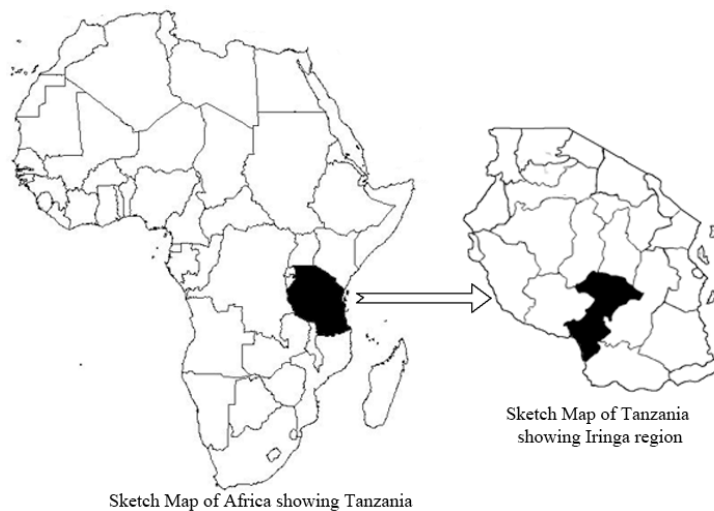 Sketch Map of Tanzania
showing Iringa region
Sketch Map of Africa showing Tanzania